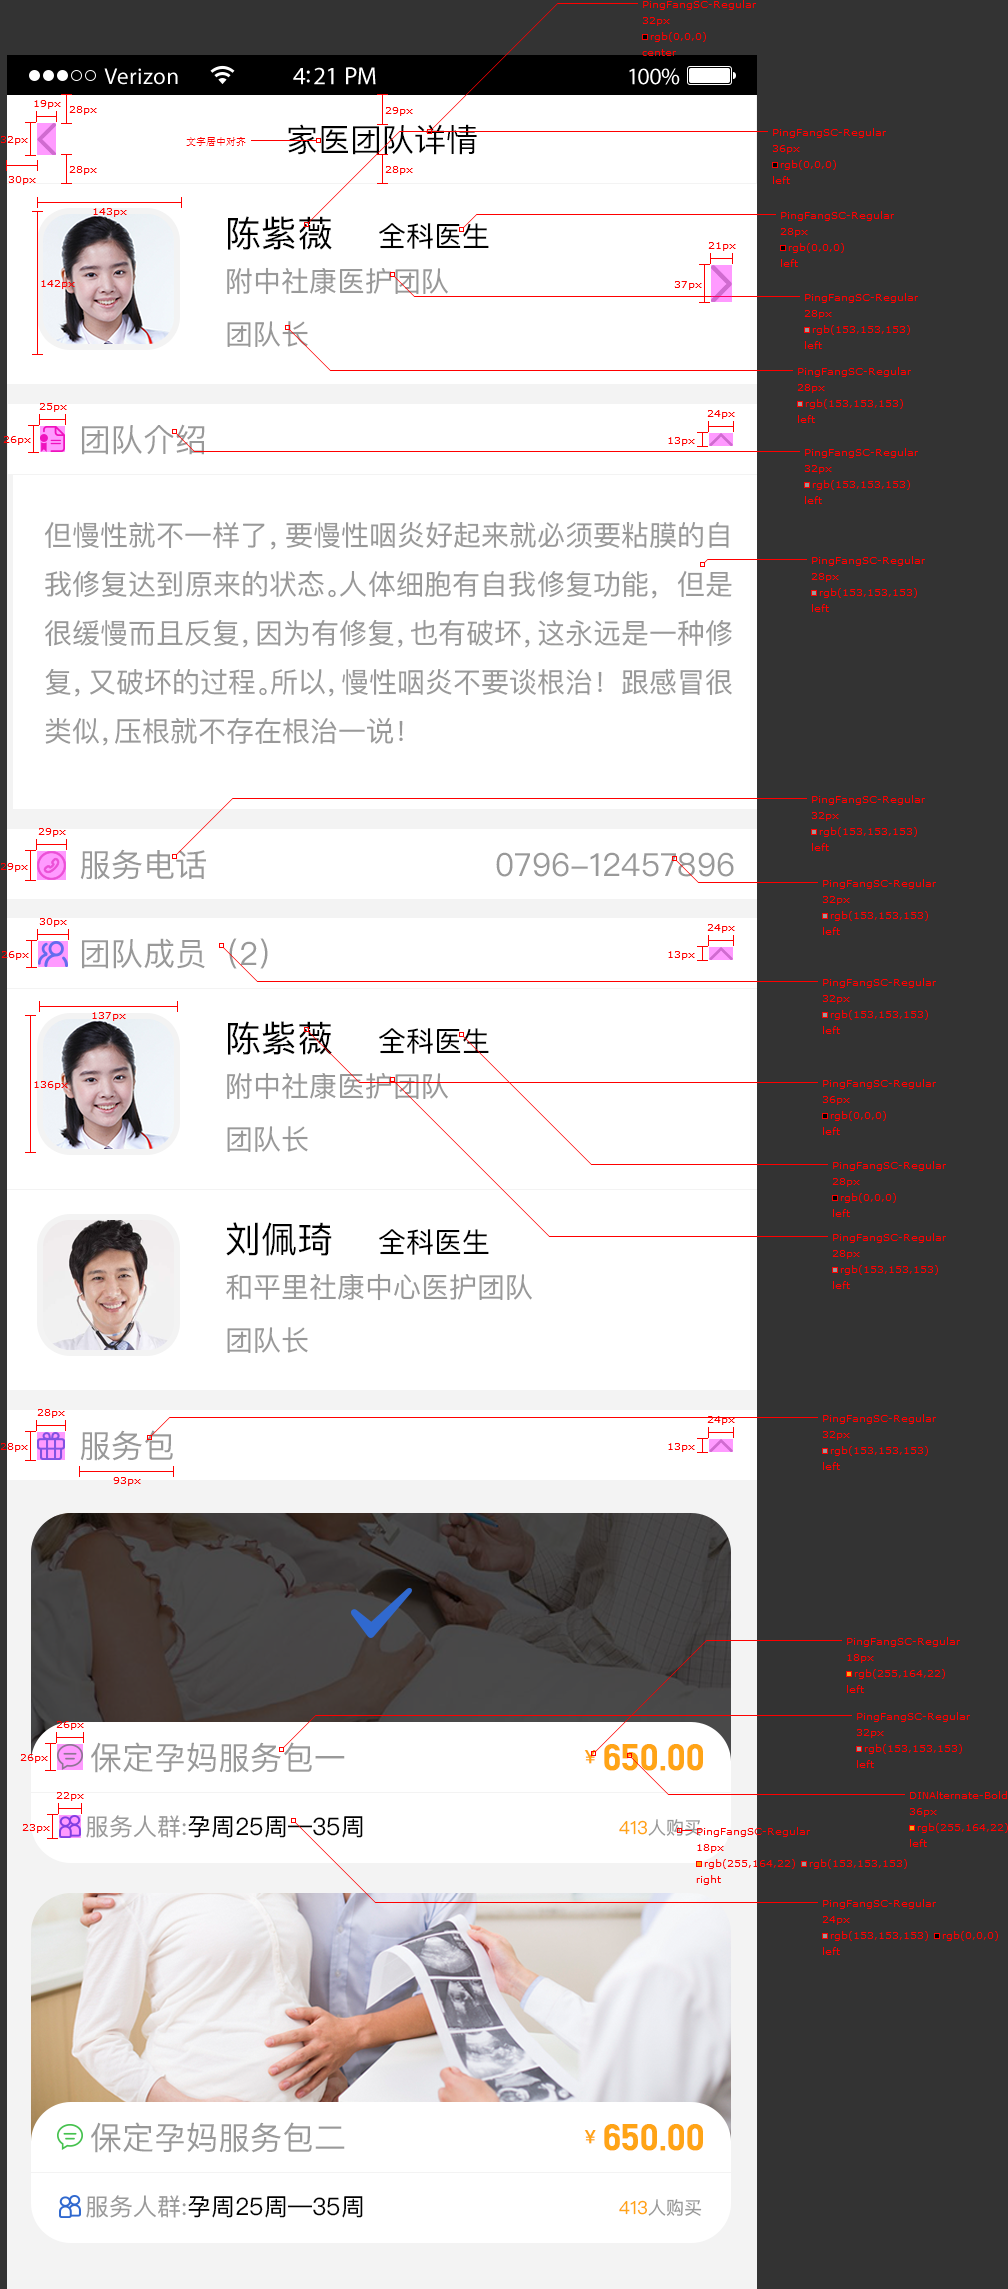 PingFangSC-Regular
32px
rgb(0,0,0)
center
Verizon
4:21 PM
100%
19px
28px
29px
文字居中对齐
家医团队详情
PingFangSC-Regular
36px
rgb(0,0,0)
left
28px
28px
30px
143px
陈紫薇
全科医生
PingFangSC-Regular
28px
rgb(0,0,0)
left
21px
142px
附中社康医护团队
37px
PingFangSC-Regular
28px
rgb(153,153,153)
left
团队长
PingFangSC-Regular
28px
rgb(153,153,153)
left
25px
26px
团队介绍
24px
13px
PingFangSC-Regular
32px
rgb(153,153,153)
left
但慢性就不一样了，要慢性咽炎好起来就必须要粘膜的自
我修复达到原来的状态。人体细胞有自我修复功能，但是
很缓慢而且反复，因为有修复，也有破坏，这永远是一种修
复，又破坏的过程。所以，慢性咽炎不要谈根治！跟感冒很
类似，压根就不存在根治一说！
PingFangSC-Regular
28px
rgb(153,153,153)
left
29px
服务电话
0796-12457896
PingFangSC-Regular
32px
rgb(153,153,153)
left
PingFangSC-Regular
32px
rgb(153,153,153)
left
30px
团队成员（2）
24px
13px
PingFangSC-Regular
32px
rgb(153,153,153)
left
137px
136px
陈紫薇
全科医生
附中社康医护团队
团队长
PingFangSC-Regular
36px
rgb(0,0,0)
left
PingFangSC-Regular
28px
rgb(0,0,0)
left
PingFangSC-Regular
28px
rgb(153,153,153)
left
刘佩琦
全科医生
和平里社康中心医护团队
团队长
28px
服务包
93px
24px
13px
PingFangSC-Regular
32px
rgb(153,153,153)
left
PingFangSC-Regular
18px
rgb(255,164,22)
left
26px
26px
保定孕妈服务包一
¥ 650.00
PingFangSC-Regular
32px
rgb(153,153,153)
left
DINAlternate-Bold
36px
rgb(255,164,22)
left
22px
23px
服务人群:孕周25周—35周
413人购买
PingFangSC-Regular
18px
rgb(255,164,22) rgb(153,153,153)
right
PingFangSC-Regular
24px
rgb(153,153,153) rgb(0,0,0)
left
保定孕妈服务包二
¥ 650.00
服务人群:孕周25周—35周
413人购买